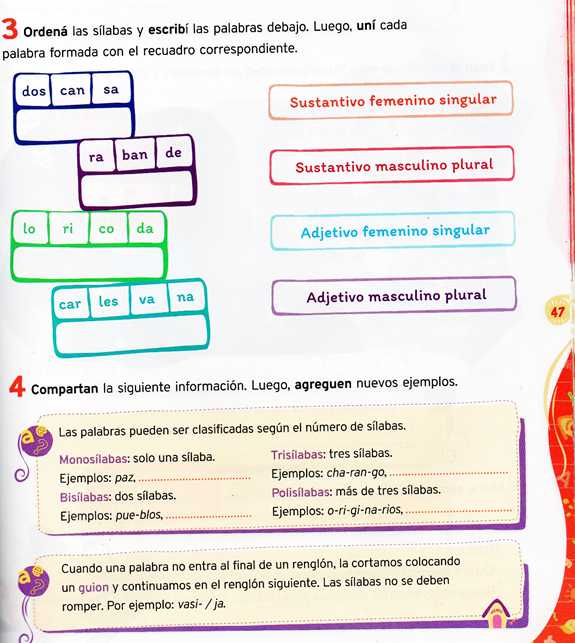 3 Ordená las sílabas y escribí las palabras debajo. Luego, uní cada
palabra formada con el recuadro correspondiente.
dos can sa
ra ban de
lo ri co da
car les va na
Sustantivo femenino singular
Sustantivo masculino plural
Adjetivo femenino singular
Adjetivo masculino plural
47
4 Compartan la siguiente información. Luego, agreguen nuevos ejemplos.
Las palabras pueden ser clasificadas según el número de sílabas.
Monosílabas: solo una sílaba.
Ejemplos: paz,
Bisílabas: dos sílabas.
Ejemplos: pue-blos,
Trisílabas: tres sílabas.
Ejemplos: cha-ran-go,
Polisílabas: más de tres sílabas.
Ejemplos: o-ri-gi-na-rios,
Cuando una palabra no entra al final de un renglón, la cortamos colocando
un guion y continuamos en el renglón siguiente. Las sílabas no se deben
romper. Por ejemplo: vasi- / ja.